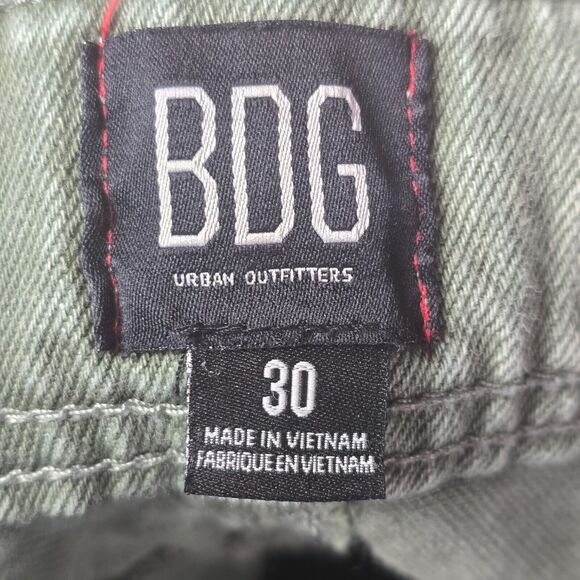 BDG
URBAN OUTFITTERS
30
MADE IN VIETNAM
FABRIQUE EN VIETNAM